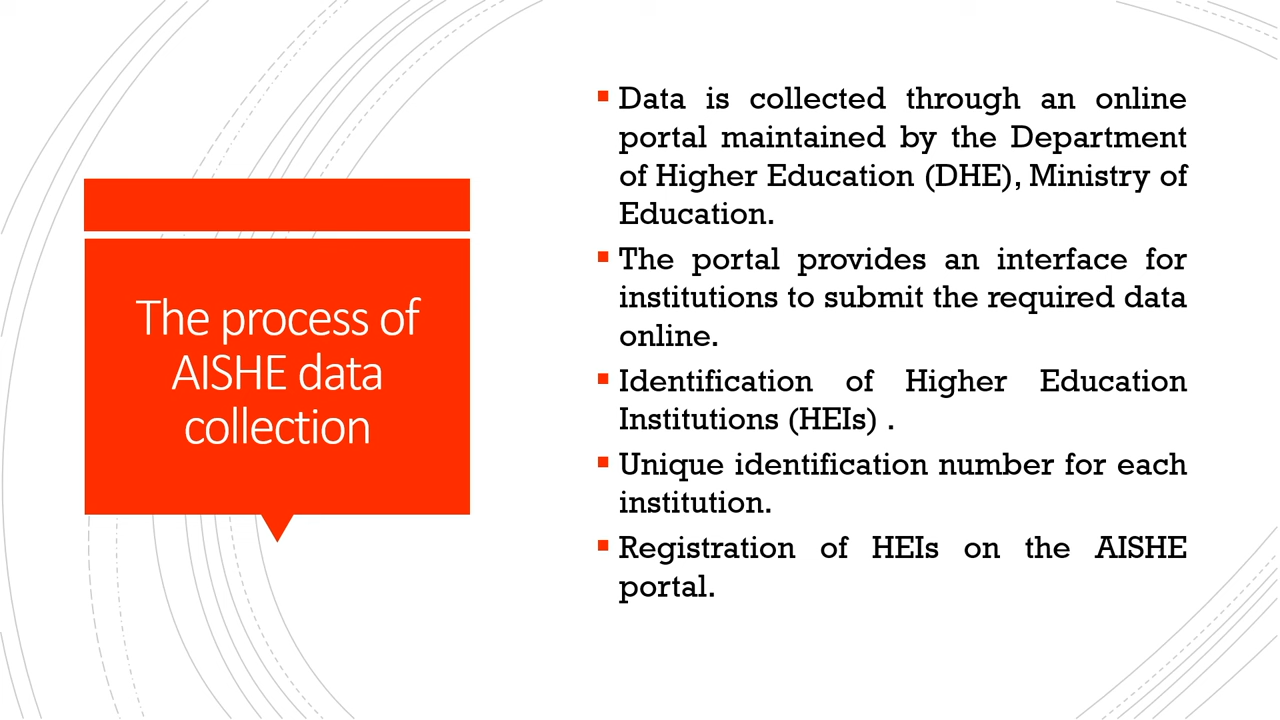 The process of
AISHE data
collection
Data is collected through an online
portal maintained by the Department
of Higher Education (DHE), Ministry of
Education.
The portal provides an interface for
institutions to submit the required data
online.
Identification of Higher Education
Institutions (HEIs) .
Unique identification number for each
institution.
Registration of HEIs on the AISHE
portal.